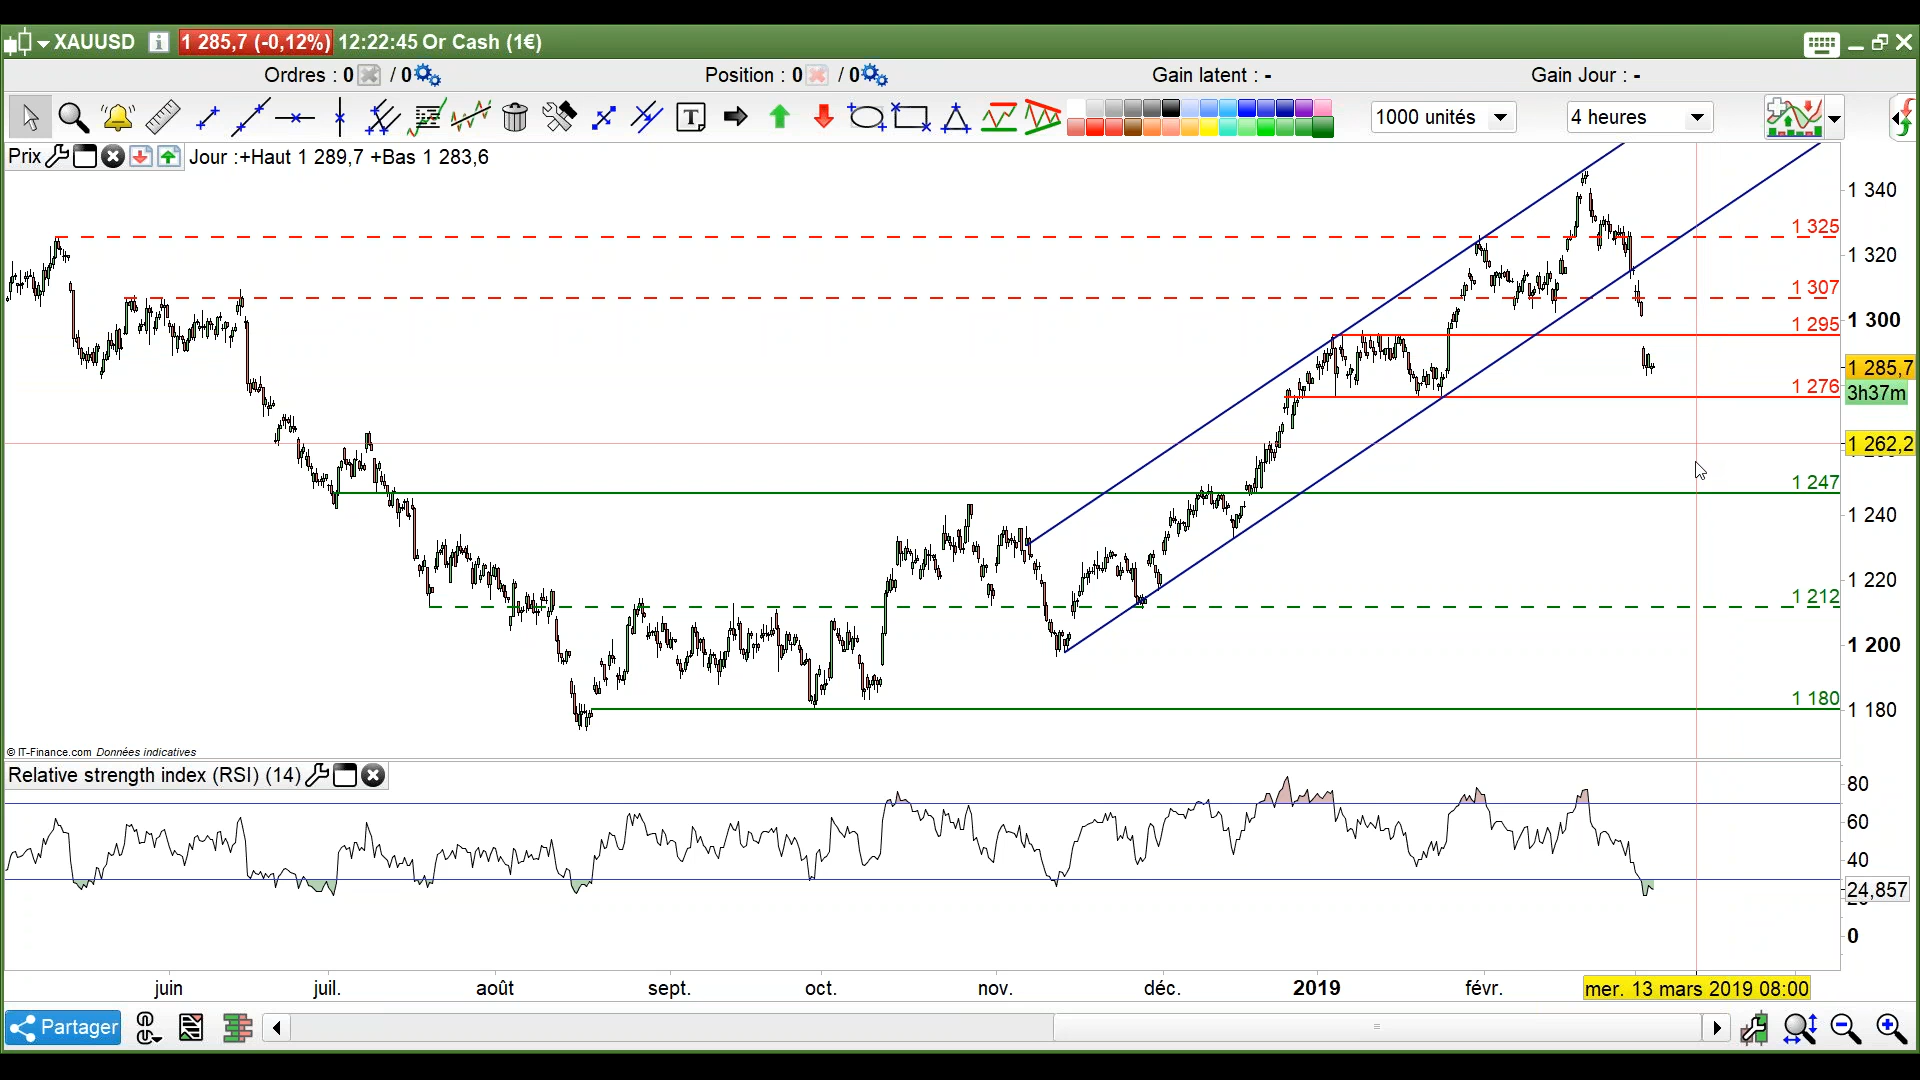 XAUUSD i 1 285,7 (-0,12%) 12:22:45 Or Cash (1€)
Ordres : 0 / 0 Position : 0 / 0 Gain latent : - Gain Jour : -
T 1000 unités 4 heures
Prix Jour :+Haut 1 289,7 +Bas 1 283,6
1 340
1 325
1 320
1 307
1 300
1 295
1 285,7
1 276
3h37m
1 262,2
1 247
1 240
1 220
1 212
1 200
1 180
1 180
© IT-Finance.com Données indicatives
Relative strength index (RSI) (14)
80
60
40
24,857
0
juin juil. août sept. oct. nov. déc. 2019 févr. mer. 13 mars 2019 08:00
Partager